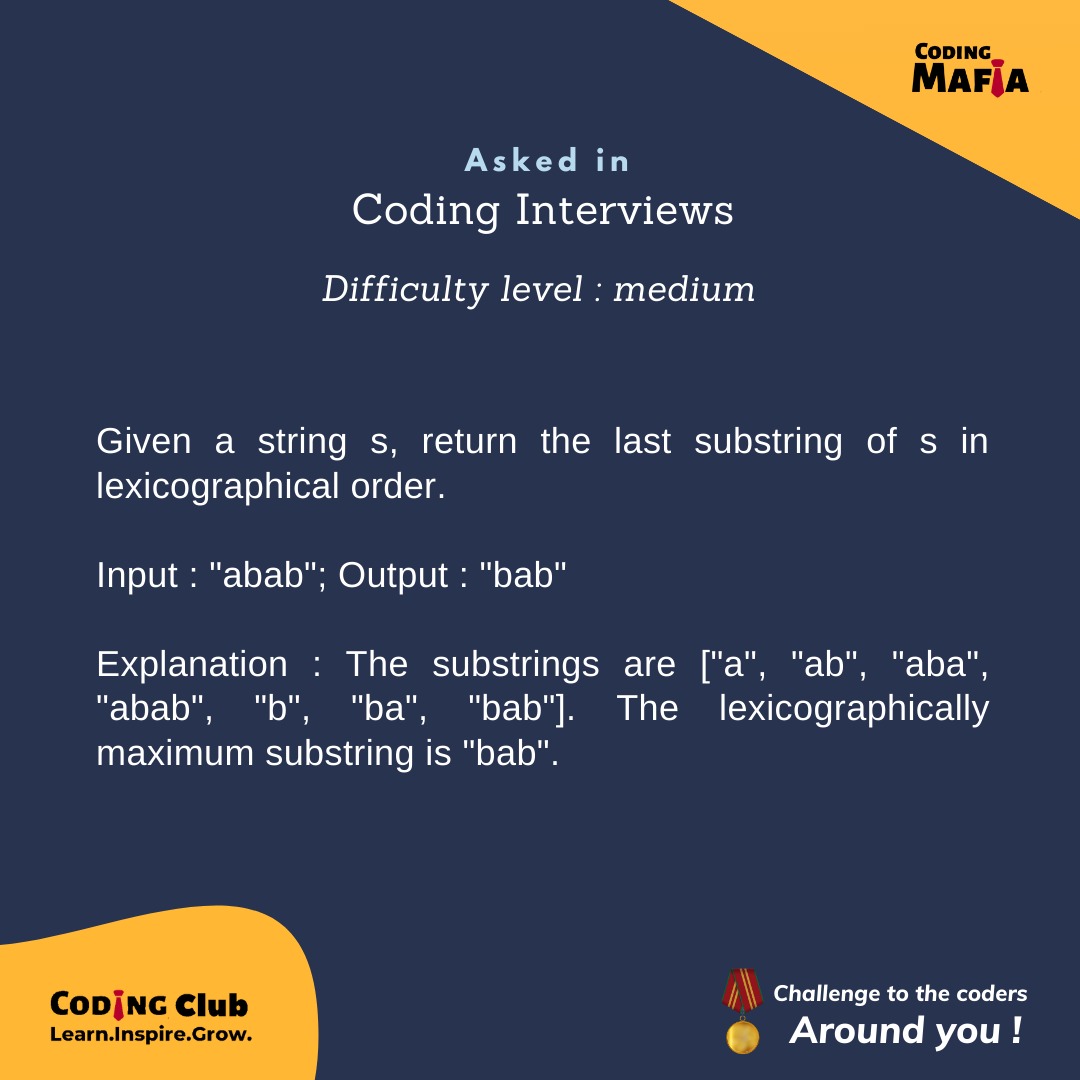 CODING
MAFIA
Asked in
Coding Interviews
Difficulty level : medium
Given a string s, return the last substring of s in
lexicographical order.
Input : "abab"; Output : "bab"
Explanation : The substrings are ["a", "ab", "aba",
"abab", "b", "ba", "bab"]. The lexicographically
maximum substring is "bab".
CODING Club
Learn.Inspire.Grow.
Challenge to the coders
Around you !